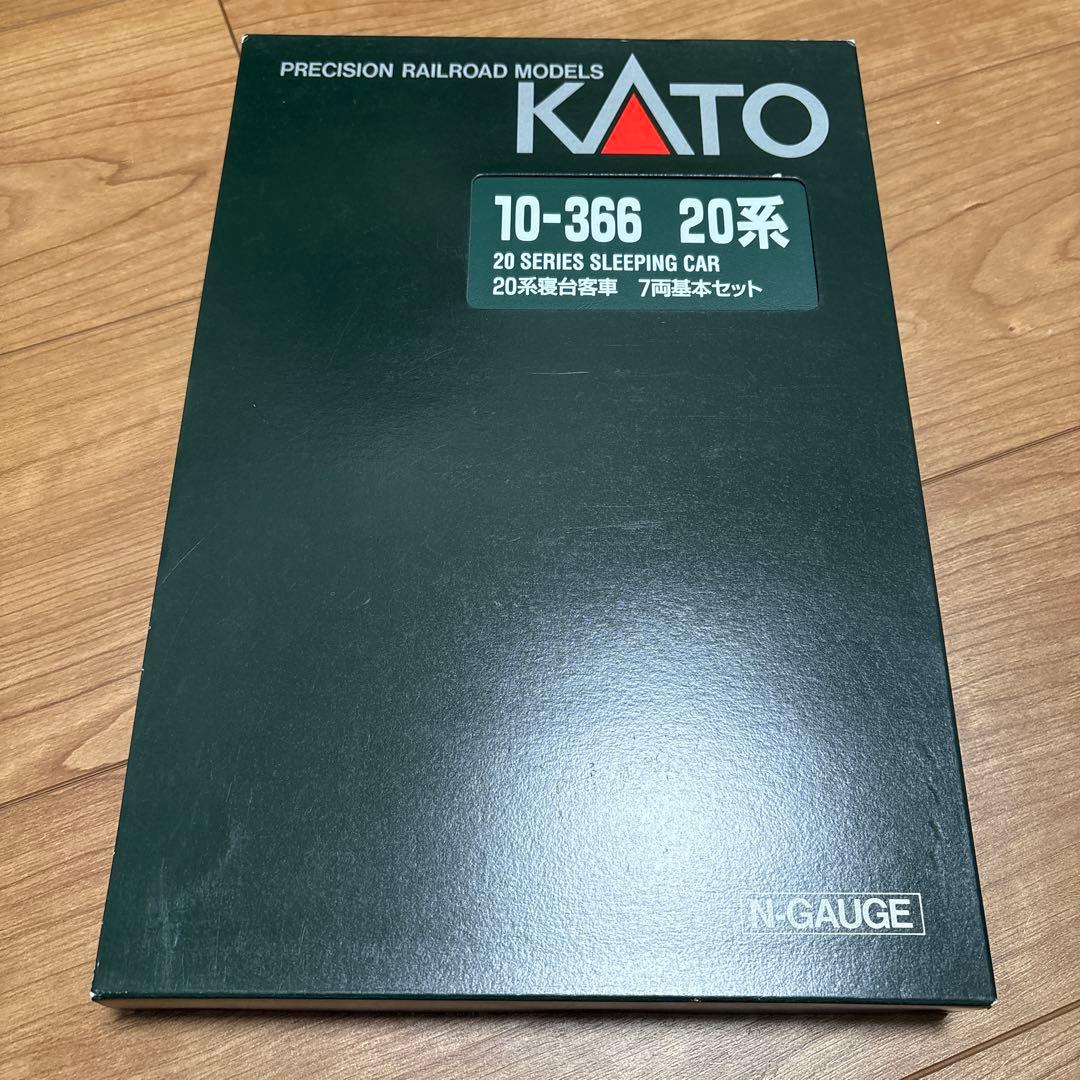 PRECISION RAILROAD MODELS
KATO
10-366 20系
20 SERIES SLEEPING CAR
20系寝台客車 7両基本セット
N-GAUGE